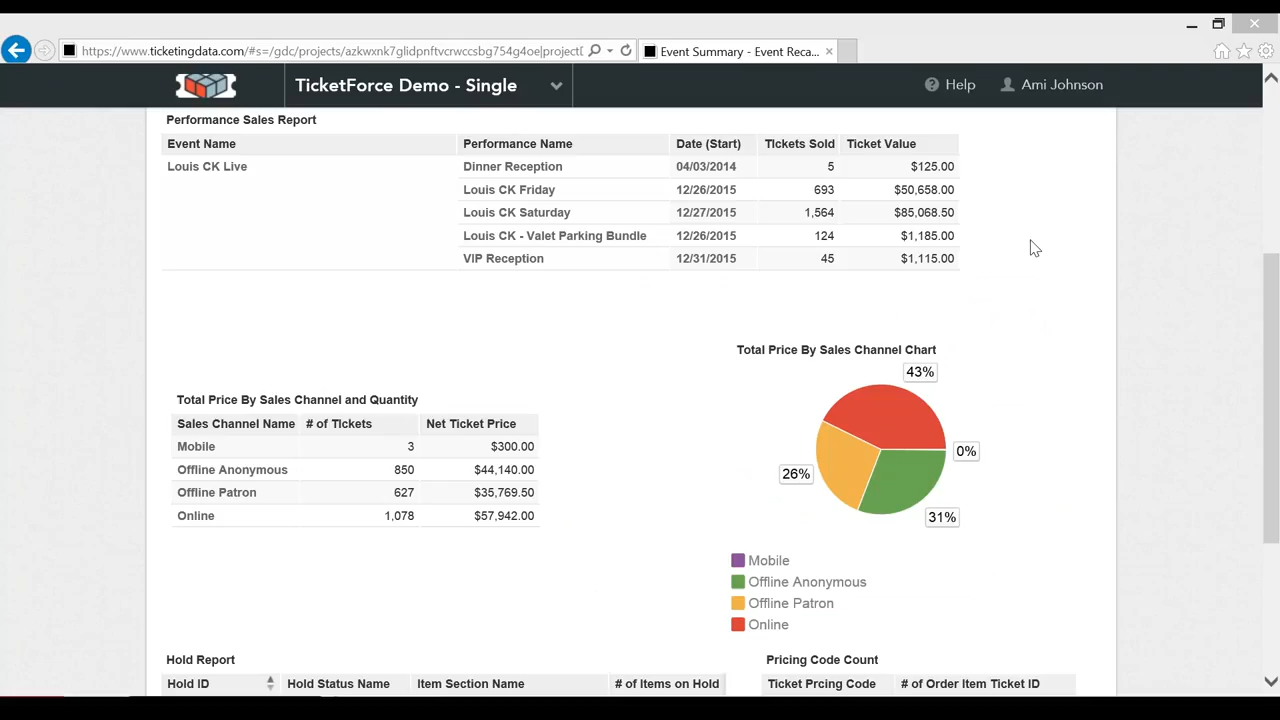 https://www.ticketingdata.com/#s=/gdc/projects/azkwxnk7glidpnftvcrwccsbg754g4oe|project
Event Summary - Event Reca...
TicketForce Demo - Single
Help
Ami Johnson
Performance Sales Report
Event Name Performance Name Date (Start) Tickets Sold Ticket Value
Louis CK Live Dinner Reception 04/03/2014 5 $125.00
Louis CK Friday 12/26/2015 693 $50,658.00
Louis CK Saturday 12/27/2015 1,564 $85,068.50
Louis CK - Valet Parking Bundle 12/26/2015 124 $1,185.00
VIP Reception 12/31/2015 45 $1,115.00
Total Price By Sales Channel Chart
43%
0%
26%
31%
Mobile
Offline Anonymous
Offline Patron
Online
Total Price By Sales Channel and Quantity
Sales Channel Name # of Tickets Net Ticket Price
Mobile 3 $300.00
Offline Anonymous 850 $44,140.00
Offline Patron 627 $35,769.50
Online 1,078 $57,942.00
Hold Report
Hold ID Hold Status Name Item Section Name # of Items on Hold
Pricing Code Count
Ticket Prcing Code # of Order Item Ticket ID